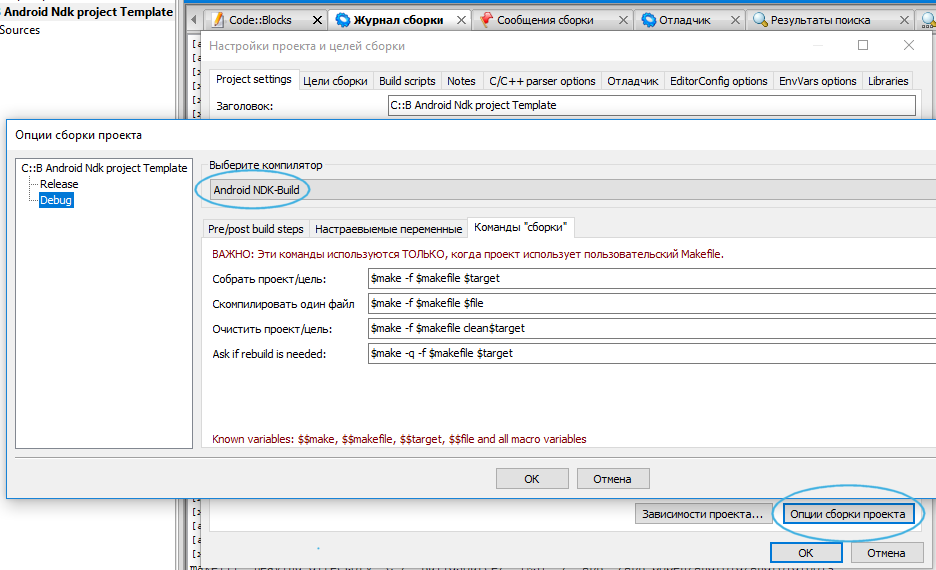 B Android Ndk project Template
Sources
Code::Blocks
Журнал сборки
Сообщения сборки
Отладчик
Результаты поиска
Настройки проекта и целей сборки
Project settings
Цели сборки
Build scripts
Notes
C/C++ parser options
Отладчик
EditorConfig options
EnvVars options
Libraries
Заголовок:
C::B Android Ndk project Template
Опции сборки проекта
C::B Android Ndk project Template
Release
Debug
Выберите компилятор
Android NDK-Build
Pre/post build steps
Настраевыемые переменные
Команды "сборки"
ВАЖНО: Эти команды используются ТОЛЬКО, когда проект использует пользовательский Makefile.
Собрать проект/цель:
$make -f $makefile $target
Скомпилировать один файл
$make -f $makefile $file
Очистить проект/цель:
$make -f $makefile clean$target
Ask if rebuild is needed:
$make -q -f $makefile $target
Known variables: $$make, $$makefile, $$target, $$file and all macro variables
OK
Отмена
Зависимости проекта...
Опции сборки проекта
OK
Отмена